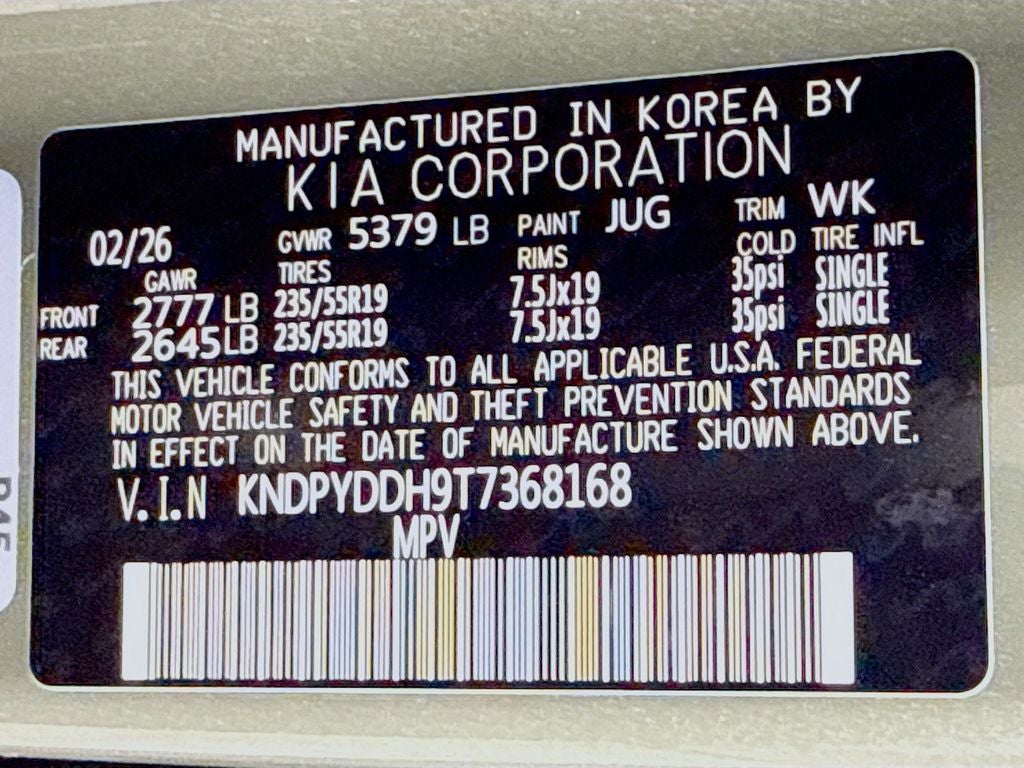 MANUFACTURED IN KOREA BY
KIA CORPORATION
02/26 GVWR 5379 LB PAINT JUG TRIM WK
GAWR TIRES RIMS COLD TIRE INFL
FRONT 2777 LB 235/55R19 7.5Jx19 35psi SINGLE
REAR 2645LB 235/55R19 7.5Jx19 35psi SINGLE
THIS VEHICLE CONFORMS TO ALL APPLICABLE U.S.A. FEDERAL
MOTOR VEHICLE SAFETY AND THEFT PREVENTION STANDARDS
IN EFFECT ON THE DATE OF MANUFACTURE SHOWN ABOVE.
V.I.N KNDPYDDH9T7368168
MPV